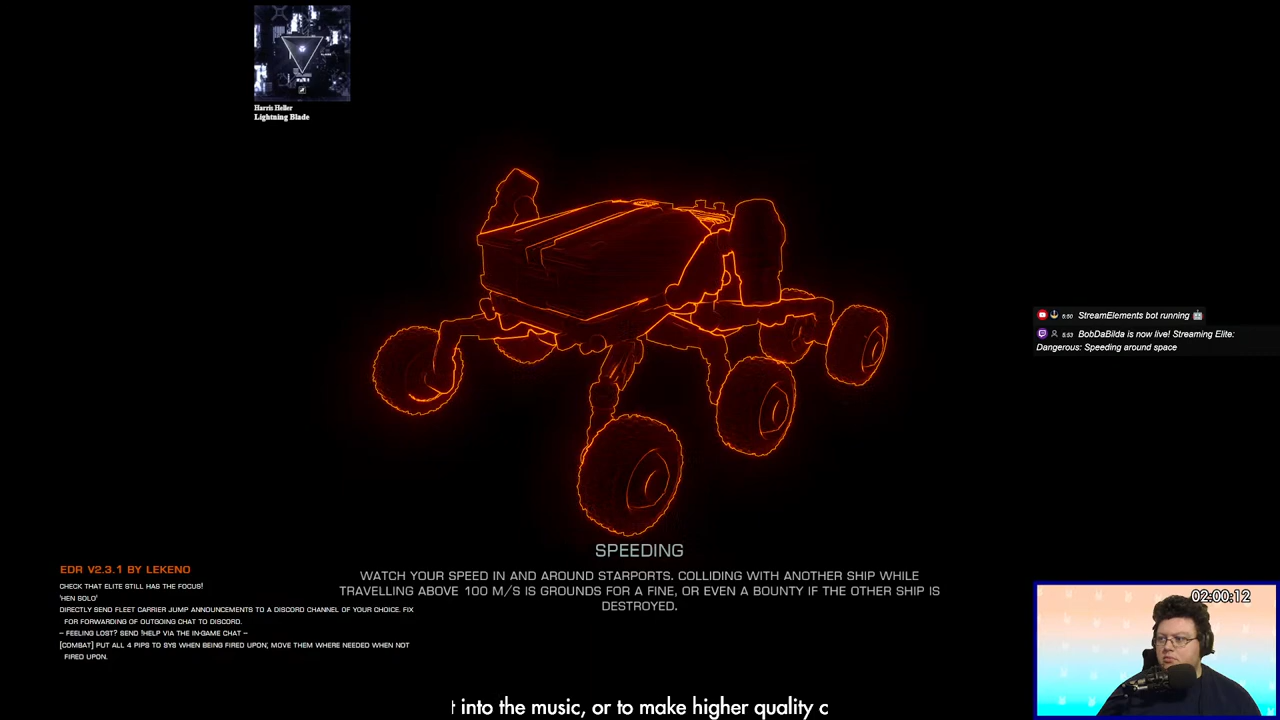 Harris Heller
Lightning Blade
6:50 StreamElements bot running
5:53 BobDaBilda is now live! Streaming Elite:
Dangerous: Speeding around space
SPEEDING
WATCH YOUR SPEED IN AND AROUND STARPORTS. COLLIDING WITH ANOTHER SHIP WHILE
TRAVELLING ABOVE 100 M/S IS GROUNDS FOR A FINE, OR EVEN A BOUNTY IF THE OTHER SHIP IS
DESTROYED.
EDR V2.3.1 BY LEKENO
CHECK THAT ELITE STILL HAS THE FOCUS!
'HEN SOLO'
DIRECTLY SEND FLEET CARRIER JUMP ANNOUNCEMENTS TO A DISCORD CHANNEL OF YOUR CHOICE. FIX
FOR FORWARDING OF OUTGOING CHAT TO DISCORD.
-- FEELING LOST? SEND !HELP VIA THE IN-GAME CHAT --
[COMBAT] PUT ALL 4 PIPS TO SYS WHEN BEING FIRED UPON; MOVE THEM WHERE NEEDED WHEN NOT
FIRED UPON.
02:00:12
into the music, or to make higher quality